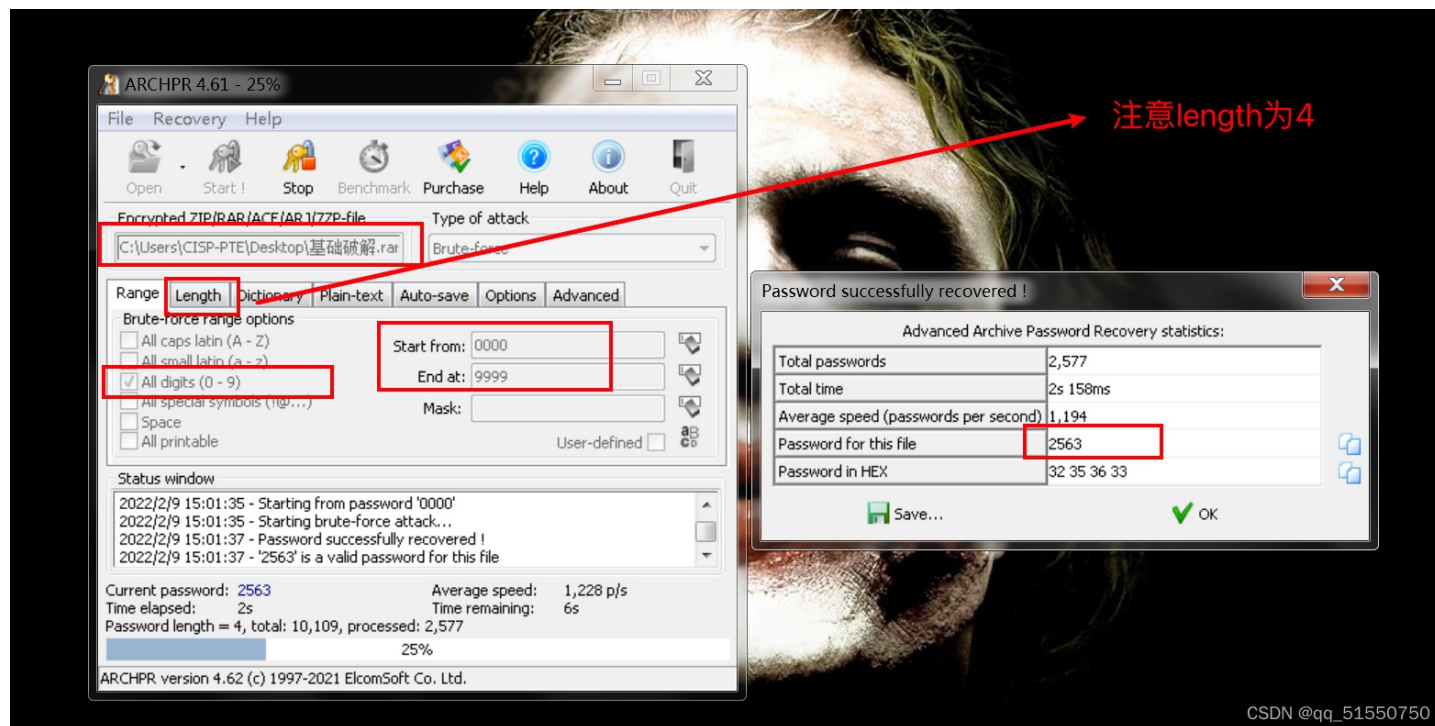 ARCHPR 4.61 - 25%
File Recovery Help
Open Start ! Stop Benchmark Purchase Help About Quit
Encrypted ZIP/RAR/ACE/ARJ/ZZP-file Type of attack
C:\Users\CISP-PTE\Desktop\基础破解.rar Brute-force
Range Length Dictionary Plain-text Auto-save Options Advanced
Brute-force range options
All caps latin (A - Z)
All small latin (a - z)
All digits (0 - 9)
All special symbols (!@...)
Space
All printable
Start from: 0000
End at: 9999
Mask:
User-defined
Status window
2022/2/9 15:01:35 - Starting from password '0000'
2022/2/9 15:01:35 - Starting brute-force attack...
2022/2/9 15:01:37 - Password successfully recovered !
2022/2/9 15:01:37 - '2563' is a valid password for this file
Current password: 2563 Average speed: 1,228 p/s
Time elapsed: 2s Time remaining: 6s
Password length = 4, total: 10,109, processed: 2,577
25%
ARCHPR version 4.62 (c) 1997-2021 ElcomSoft Co. Ltd.
注意length为4
Password successfully recovered !
Advanced Archive Password Recovery statistics:
Total passwords 2,577
Total time 2s 158ms
Average speed (passwords per second) 1,194
Password for this file 2563
Password in HEX 32 35 36 33
Save... OK
CSDN @qq_51550750